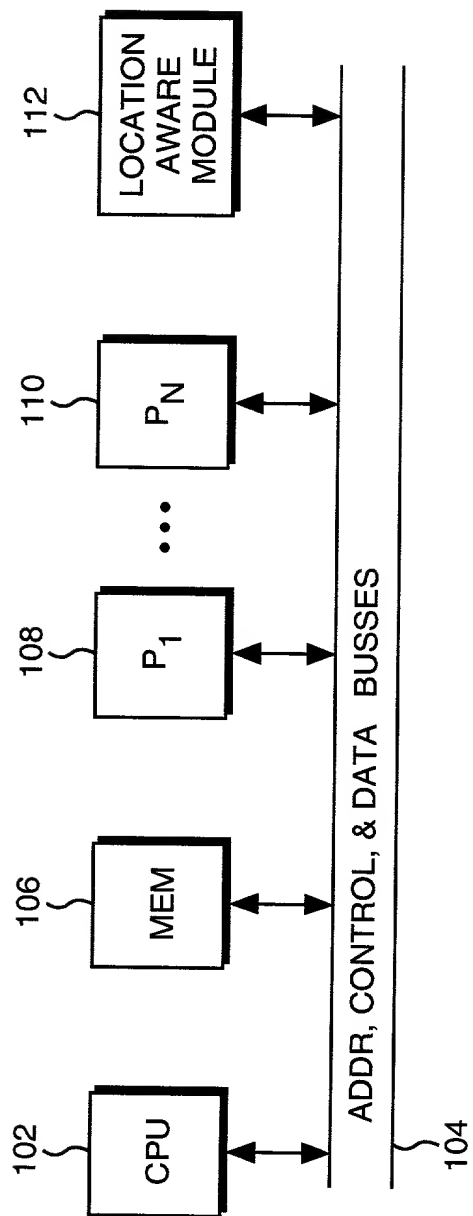 102
CPU
106
MEM
108
P1
...
110
PN
112
LOCATION
AWARE
MODULE
ADDR, CONTROL, & DATA BUSSES
104